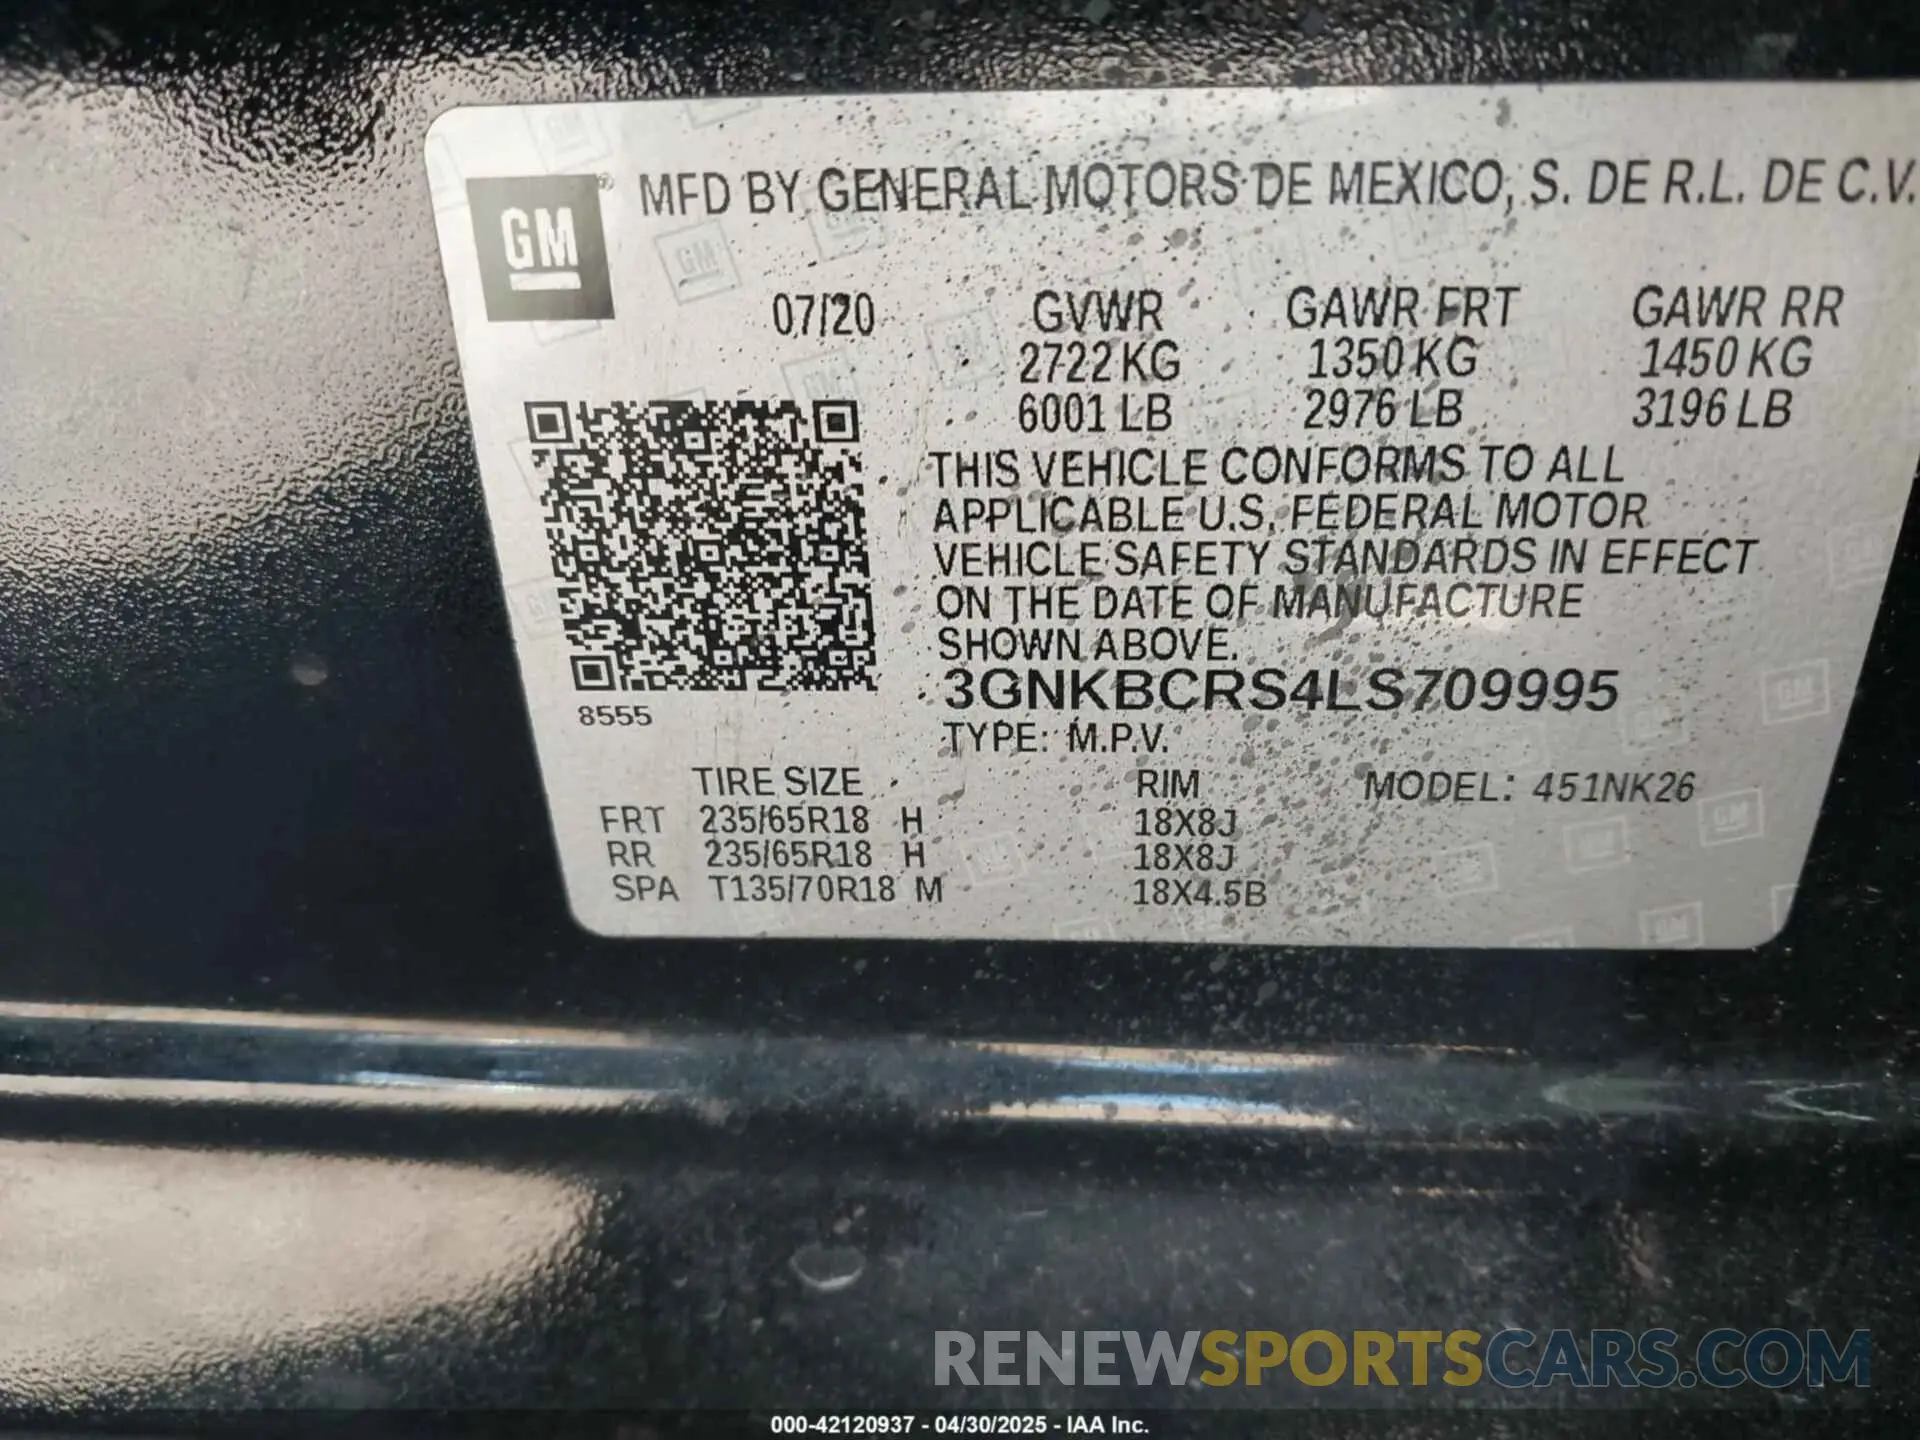 GM ® MFD BY GENERAL MOTORS DE MEXICO, S. DE R.L. DE C.V.
07/20 GVWR GAWR FRT GAWR RR
2722 KG 1350 KG 1450 KG
6001 LB 2976 LB 3196 LB
THIS VEHICLE CONFORMS TO ALL
APPLICABLE U.S. FEDERAL MOTOR
VEHICLE SAFETY STANDARDS IN EFFECT
ON THE DATE OF MANUFACTURE
SHOWN ABOVE.
3GNKBCRS4LS709995
8555
TYPE: M.P.V.
TIRE SIZE RIM MODEL: 451NK26
FRT 235/65R18 H 18X8J
RR 235/65R18 H 18X8J
SPA T135/70R18 M 18X4.5B
RENEWSPORTSCARS.COM
000-42120937 - 04/30/2025 - IAA Inc.